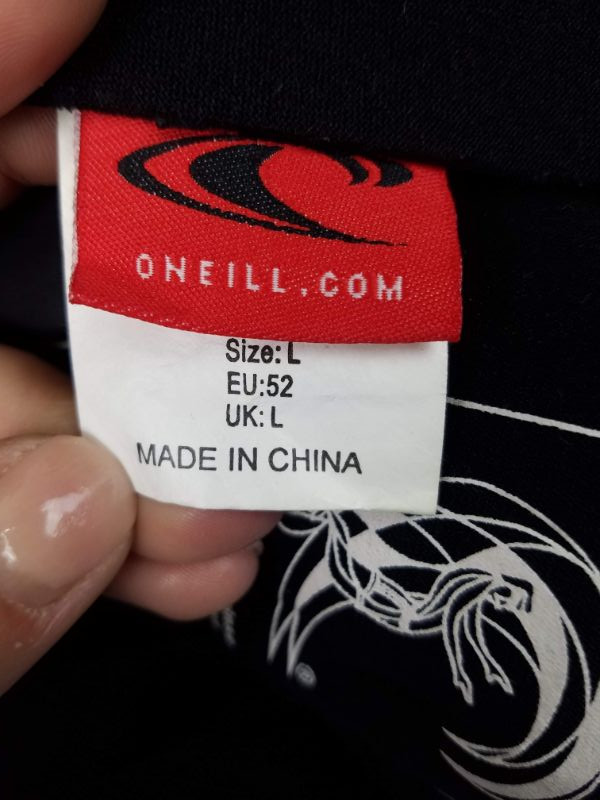 ONEILL.COM
Size: L
EU:52
UK: L
MADE IN CHINA
®